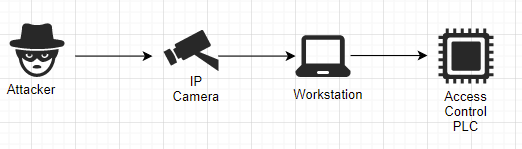 Attacker
IP
Camera
Workstation
Access
Control
PLC